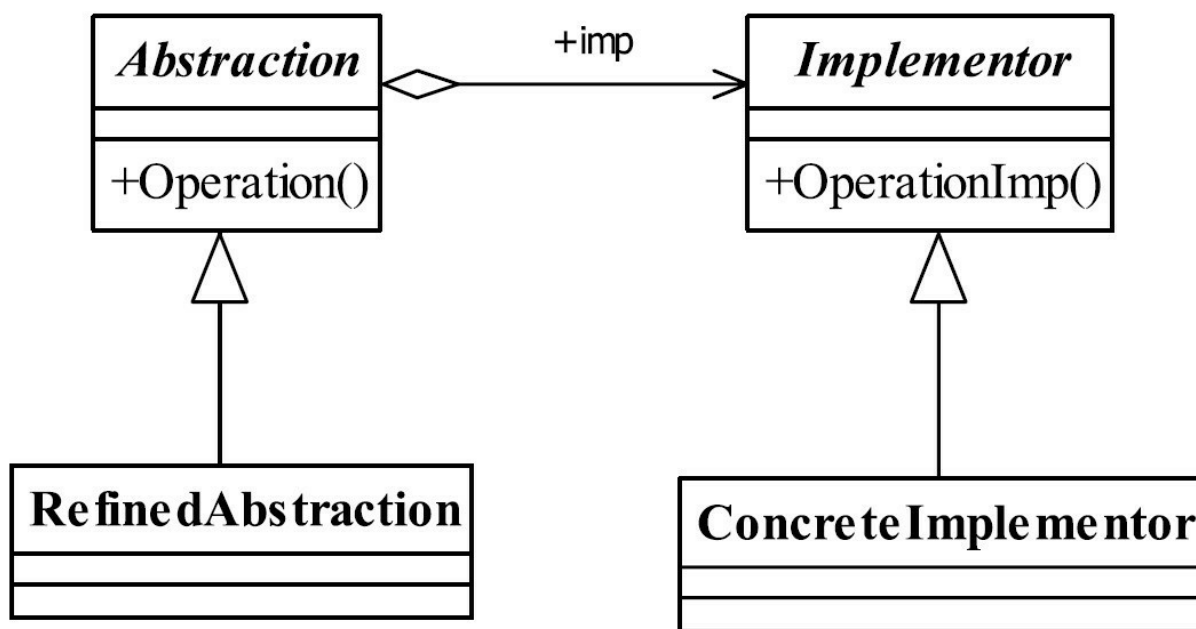 Abstraction
+imp
Implementor
+Operation()
+OperationImp()
RefinedAbstraction
ConcreteImplementor